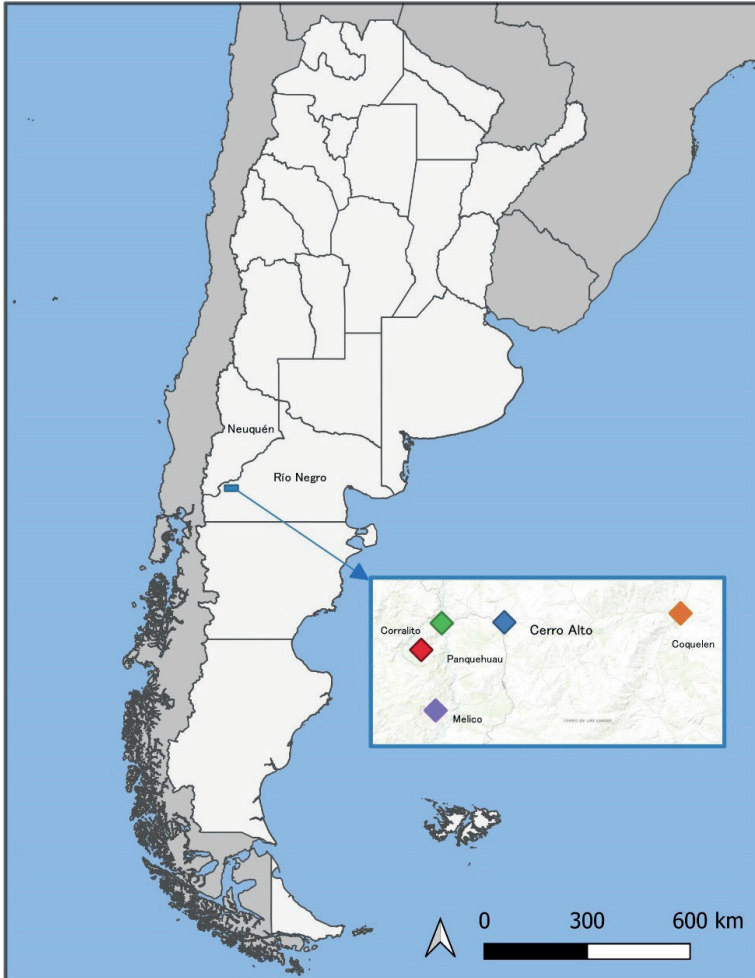 Neuquén
Río Negro
Corralito
Cerro Alto
Coquelen
Panquehuau
Melico
0 300 600 km